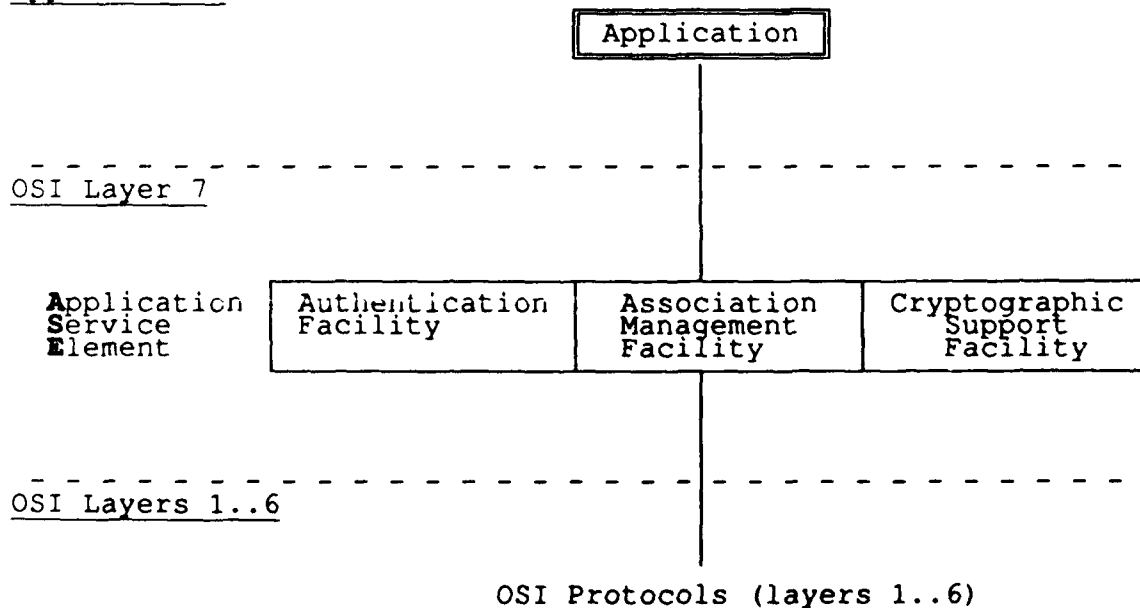 Application
OSI Layer 7
Application
Service
Element
Authentication
Facility
Association
Management
Facility
Cryptographic
Support
Facility
OSI Layers 1..6
OSI Protocols (layers 1..6)